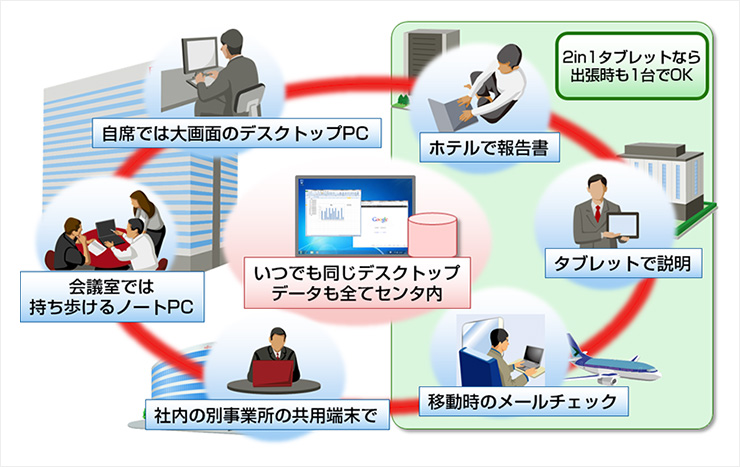 2in1タブレットなら
出張時も1台でOK
自席では大画面のデスクトップPC
ホテルで報告書
Google
いつでも同じデスクトップ
データも全てセンタ内
タブレットで説明
会議室では
持ち歩けるノートPC
社内の別事業所の共用端末で
移動時のメールチェック